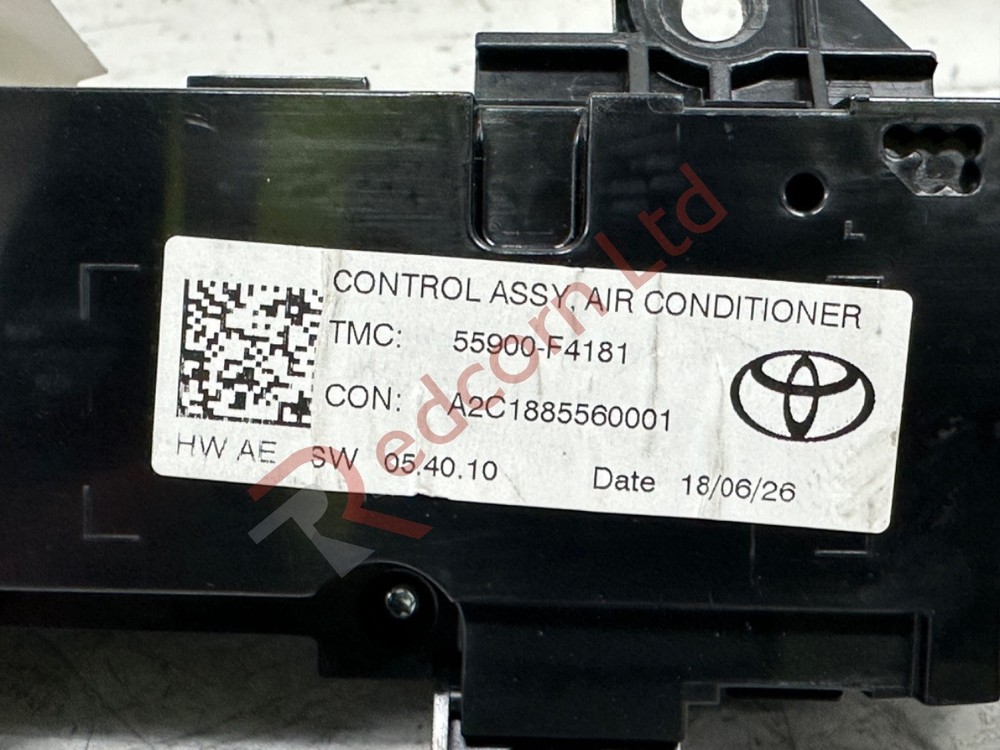 CONTROL ASSY, AIR CONDITIONER
TMC: 55900-F4181
CON: A2C1885560001
HW AE SW 05.40.10 Date 18/06/26
Redcorn Ltd